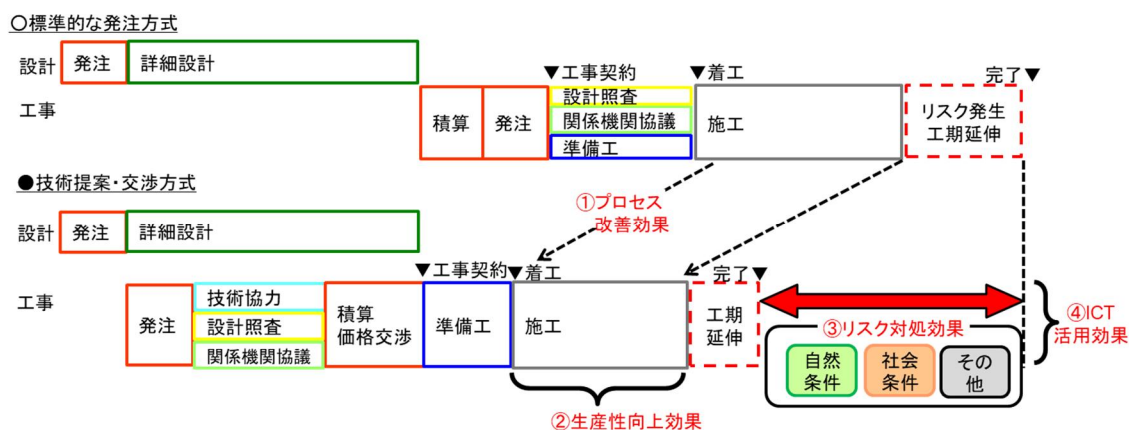 〇標準的な発注方式
設計
発注
詳細設計
▼工事契約
▼着工
完了▼
工事
積算
発注
設計照査
関係機関協議
準備工
施工
リスク発生
工期延伸
●技術提案・交渉方式
①プロセス
改善効果
設計
発注
詳細設計
▼工事契約
▼着工
完了▼
工事
発注
技術協力
設計照査
関係機関協議
積算
価格交渉
準備工
施工
工期
延伸
③リスク対処効果
自然
条件
社会
条件
その
他
④ICT
活用効果
②生産性向上効果